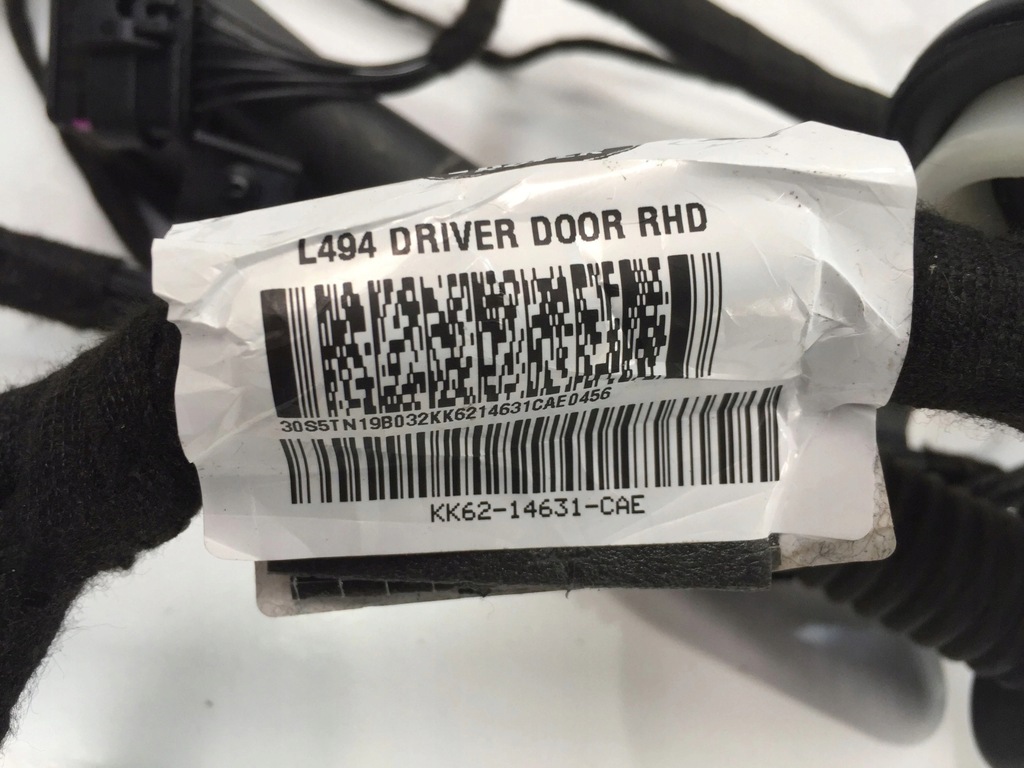 L494 DRIVER DOOR RHD
30S5TN19B032KK6214631CAE0456
KK62-14631-CAE